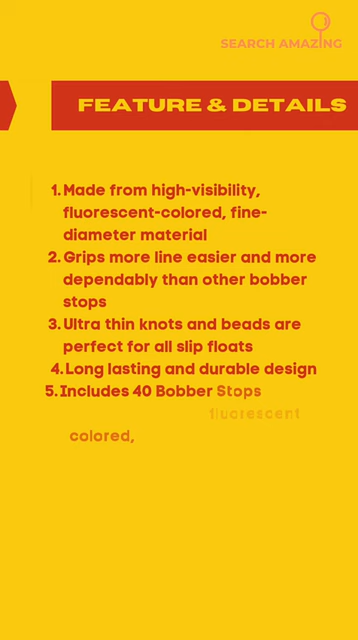 SEARCH AMAZING
FEATURE & DETAILS
1. Made from high-visibility,
fluorescent-colored, fine-
diameter material
2. Grips more line easier and more
dependably than other bobber
stops
3. Ultra thin knots and beads are
perfect for all slip floats
4. Long lasting and durable design
5. Includes 40 Bobber Stops
fluorescent
colored,